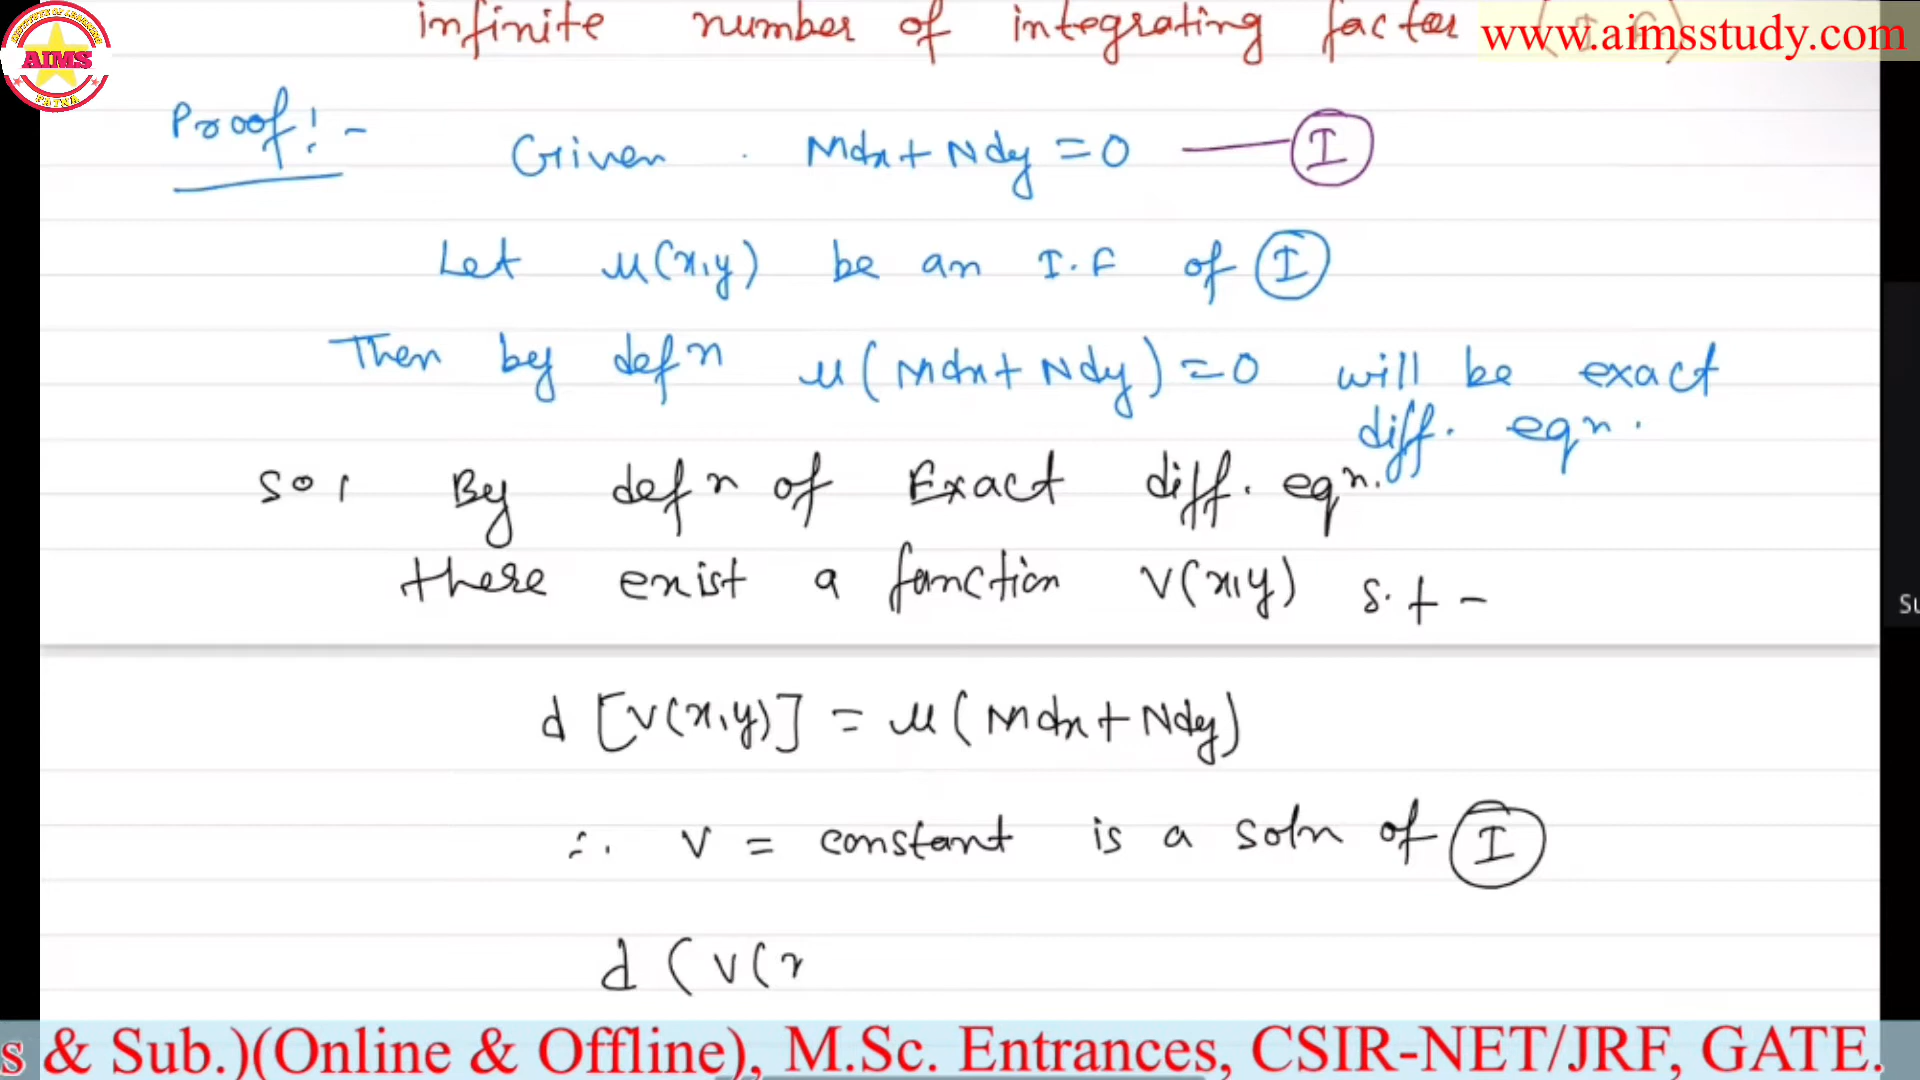 infinite number of integrating factor
www.aimsstudy.com
AIMS
PATNA
Proof:- Given Mdx + Ndy = 0 — I
Let μ(x,y) be an I.F of I
Then by defn μ(Mdx + Ndy) = 0 will be exact diff. eqn.
So, By defn of Exact diff. eqn.
there exist a function V(x,y) s.t -
d [V(x,y)] = μ(Mdx + Ndy)
∴ V = constant is a soln of I
d (V(x
s & Sub.)(Online & Offline), M.Sc. Entrances, CSIR-NET/JRF, GATE.